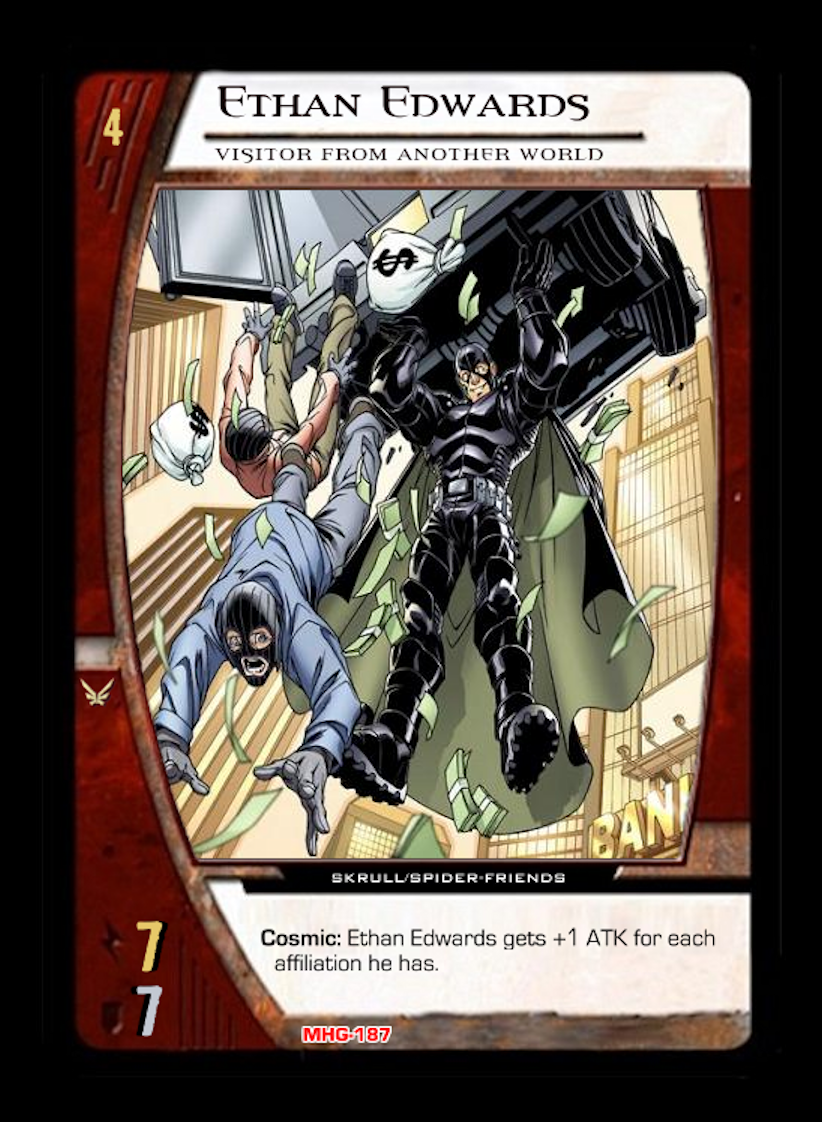 4
Ethan Edwards
VISITOR FROM ANOTHER WORLD
$
$
BAN
SKRULL/SPIDER-FRIENDS
Cosmic: Ethan Edwards gets +1 ATK for each
affiliation he has.
7
7
MHG-187